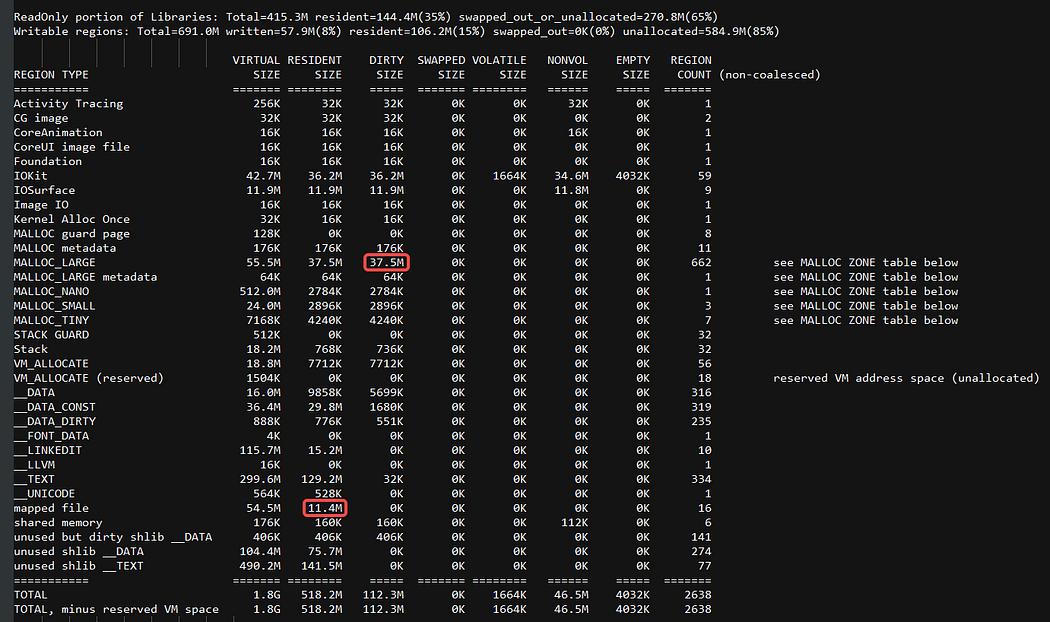 ReadOnly portion of Libraries: Total=415.3M resident=144.4M(35%) swapped_out_or_unallocated=270.8M(65%)
Writable regions: Total=691.0M written=57.9M(8%) resident=106.2M(15%) swapped_out=0K(0%) unallocated=584.9M(85%)
VIRTUAL RESIDENT DIRTY SWAPPED VOLATILE NONVOL EMPTY REGION
REGION TYPE SIZE SIZE SIZE SIZE SIZE SIZE SIZE COUNT (non-coalesced)
=========== ======= ======== ===== ======= ======== ====== ===== =======
Activity Tracing 256K 32K 32K 0K 0K 32K 0K 1
CG image 32K 32K 32K 0K 0K 0K 0K 2
CoreAnimation 16K 16K 16K 0K 0K 16K 0K 1
CoreUI image file 16K 16K 16K 0K 0K 0K 0K 1
Foundation 16K 16K 16K 0K 0K 0K 0K 1
IOKit 42.7M 36.2M 36.2M 0K 1664K 34.6M 4032K 59
IOSurface 11.9M 11.9M 11.9M 0K 0K 11.8M 0K 9
Image IO 16K 16K 16K 0K 0K 0K 0K 1
Kernel Alloc Once 32K 16K 16K 0K 0K 0K 0K 1
MALLOC guard page 128K 0K 0K 0K 0K 0K 0K 8
MALLOC metadata 176K 176K 176K 0K 0K 0K 0K 11
MALLOC_LARGE 55.5M 37.5M 37.5M 0K 0K 0K 0K 662 see MALLOC ZONE table below
MALLOC_LARGE metadata 64K 64K 64K 0K 0K 0K 0K 1 see MALLOC ZONE table below
MALLOC_NANO 512.0M 2784K 2784K 0K 0K 0K 0K 1 see MALLOC ZONE table below
MALLOC_SMALL 24.0M 2896K 2896K 0K 0K 0K 0K 3 see MALLOC ZONE table below
MALLOC_TINY 7168K 4240K 4240K 0K 0K 0K 0K 7 see MALLOC ZONE table below
STACK GUARD 512K 0K 0K 0K 0K 0K 0K 32
Stack 18.2M 768K 736K 0K 0K 0K 0K 32
VM_ALLOCATE 18.8M 7712K 7712K 0K 0K 0K 0K 56
VM_ALLOCATE (reserved) 1504K 0K 0K 0K 0K 0K 0K 18 reserved VM address space (unallocated)
__DATA 16.0M 9858K 5699K 0K 0K 0K 0K 316
__DATA_CONST 36.4M 29.8M 1680K 0K 0K 0K 0K 319
__DATA_DIRTY 888K 776K 551K 0K 0K 0K 0K 235
__FONT_DATA 4K 0K 0K 0K 0K 0K 0K 1
__LINKEDIT 115.7M 15.2M 0K 0K 0K 0K 0K 10
__LLVM 16K 0K 0K 0K 0K 0K 0K 1
__TEXT 299.6M 129.2M 32K 0K 0K 0K 0K 334
__UNICODE 564K 528K 0K 0K 0K 0K 0K 1
mapped file 54.5M 11.4M 0K 0K 0K 0K 0K 16
shared memory 176K 160K 160K 0K 0K 112K 0K 6
unused but dirty shlib __DATA 406K 406K 406K 0K 0K 0K 0K 141
unused shlib __DATA 104.4M 75.7M 0K 0K 0K 0K 0K 274
unused shlib __TEXT 490.2M 141.5M 0K 0K 0K 0K 0K 77
=========== ======= ======== ===== ======= ======== ====== ===== =======
TOTAL 1.8G 518.2M 112.3M 0K 1664K 46.5M 4032K 2638
TOTAL, minus reserved VM space 1.8G 518.2M 112.3M 0K 1664K 46.5M 4032K 2638